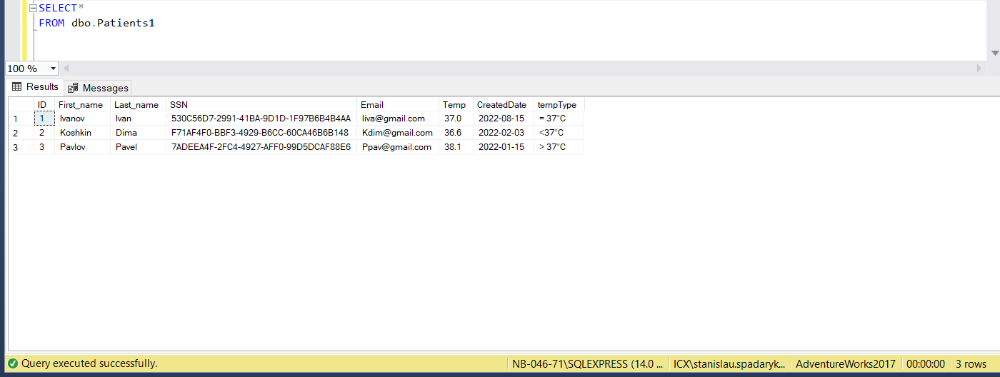 SELECT*
FROM dbo.Patients1
100 %
Results Messages
ID First_name Last_name SSN Email Temp CreatedDate tempType
1 1 Ivanov Ivan 530C56D7-2991-41BA-9D1D-1F97B6B4B4AA Iiva@gmail.com 37.0 2022-08-15 = 37°C
2 2 Koshkin Dima F71AF4F0-BBF3-4929-B6CC-60CA46B6B148 Kdim@gmail.com 36.6 2022-02-03 <37°C
3 3 Pavlov Pavel 7ADEEA4F-2FC4-4927-AFF0-99D5DCAF88E6 Ppav@gmail.com 38.1 2022-01-15 > 37°C
Query executed successfully. NB-046-71\SQLEXPRESS (14.0 ... ICX\stanislau.spadaryk... AdventureWorks2017 00:00:00 3 rows